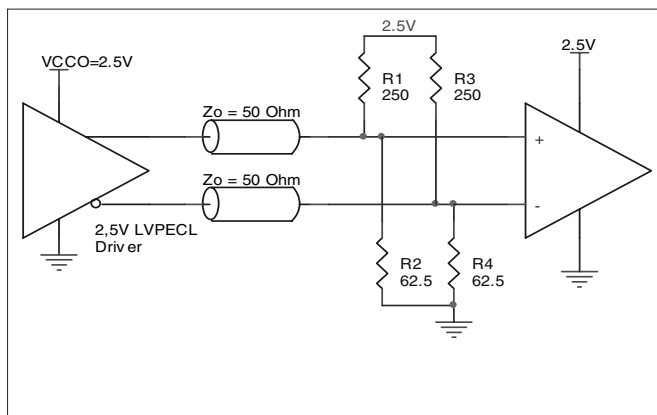 2.5V
VCCO=2.5V
2.5V
R1
250
R3
250
Zo = 50 Ohm
+
Zo = 50 Ohm
-
2,5V LVPECL
Driver
R2
62.5
R4
62.5